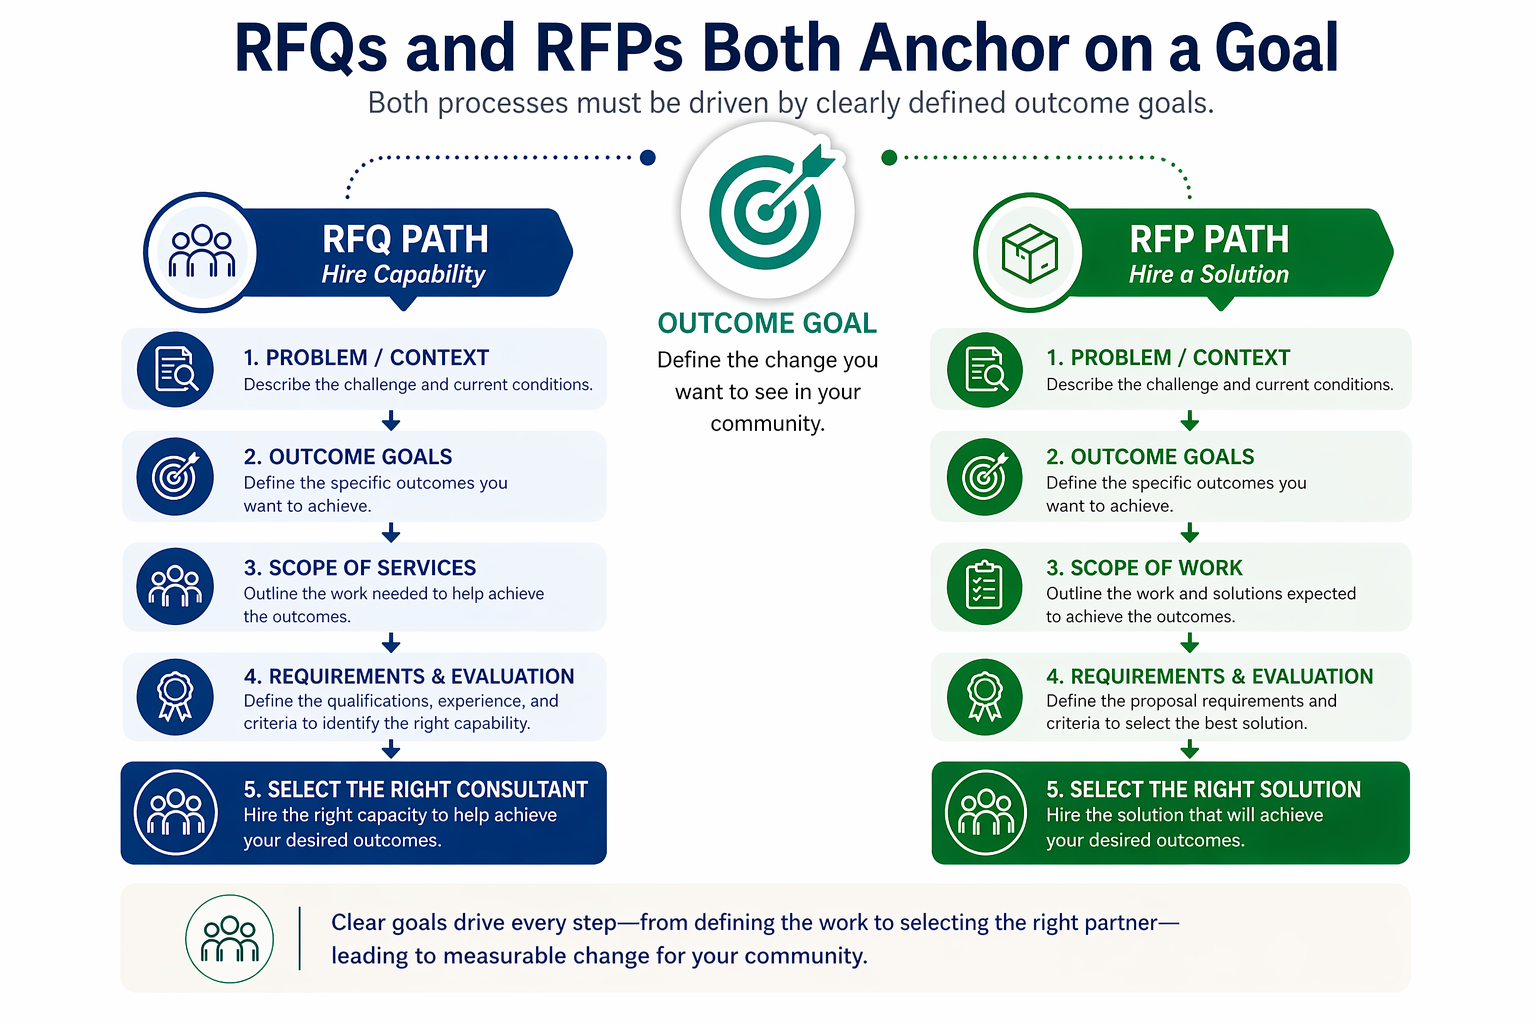 RFQs and RFPs Both Anchor on a Goal
Both processes must be driven by clearly defined outcome goals.
RFQ PATH
Hire Capability
1. PROBLEM / CONTEXT
Describe the challenge and current conditions.
2. OUTCOME GOALS
Define the specific outcomes you
want to achieve.
3. SCOPE OF SERVICES
Outline the work needed to help achieve
the outcomes.
4. REQUIREMENTS & EVALUATION
Define the qualifications, experience, and
criteria to identify the right capability.
5. SELECT THE RIGHT CONSULTANT
Hire the right capacity to help achieve
your desired outcomes.
OUTCOME GOAL
Define the change you
want to see in your
community.
RFP PATH
Hire a Solution
1. PROBLEM / CONTEXT
Describe the challenge and current conditions.
2. OUTCOME GOALS
Define the specific outcomes you
want to achieve.
3. SCOPE OF WORK
Outline the work and solutions expected
to achieve the outcomes.
4. REQUIREMENTS & EVALUATION
Define the proposal requirements and
criteria to select the best solution.
5. SELECT THE RIGHT SOLUTION
Hire the solution that will achieve
your desired outcomes.
Clear goals drive every step—from defining the work to selecting the right partner—
leading to measurable change for your community.